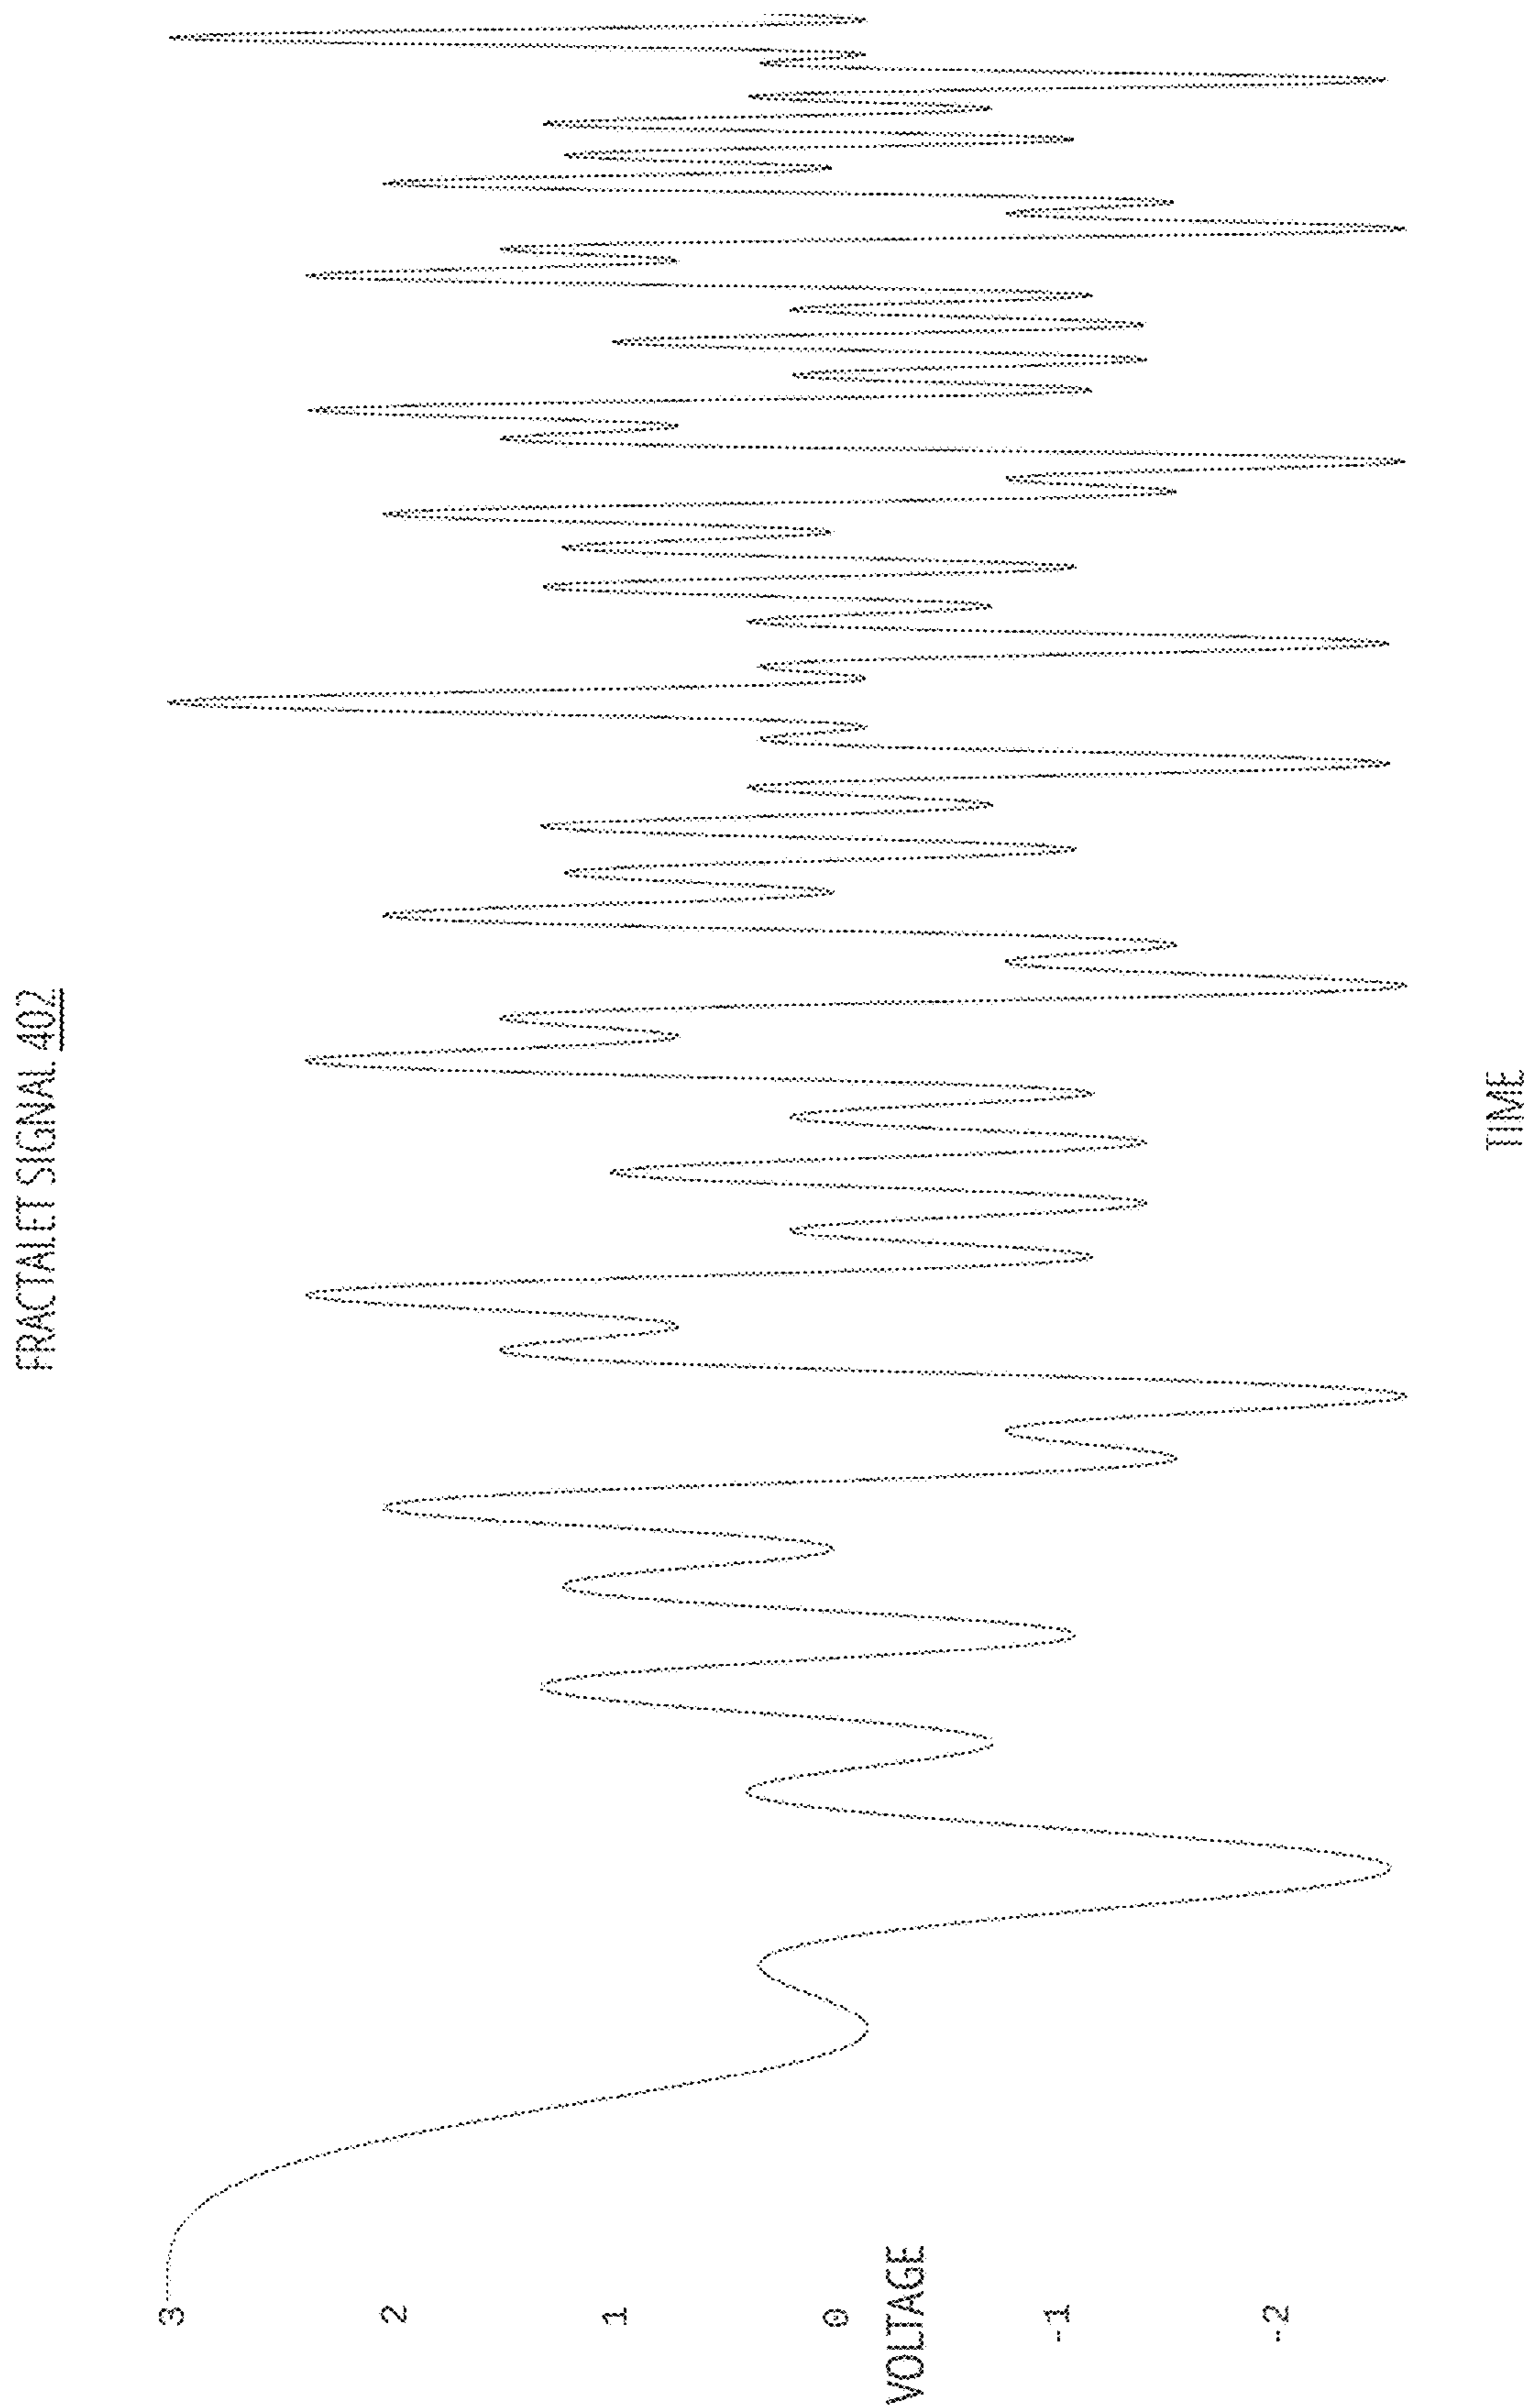 FRACTALET SIGNAL 402
3
2
1
0
VOLTAGE
-1
-2
TIME